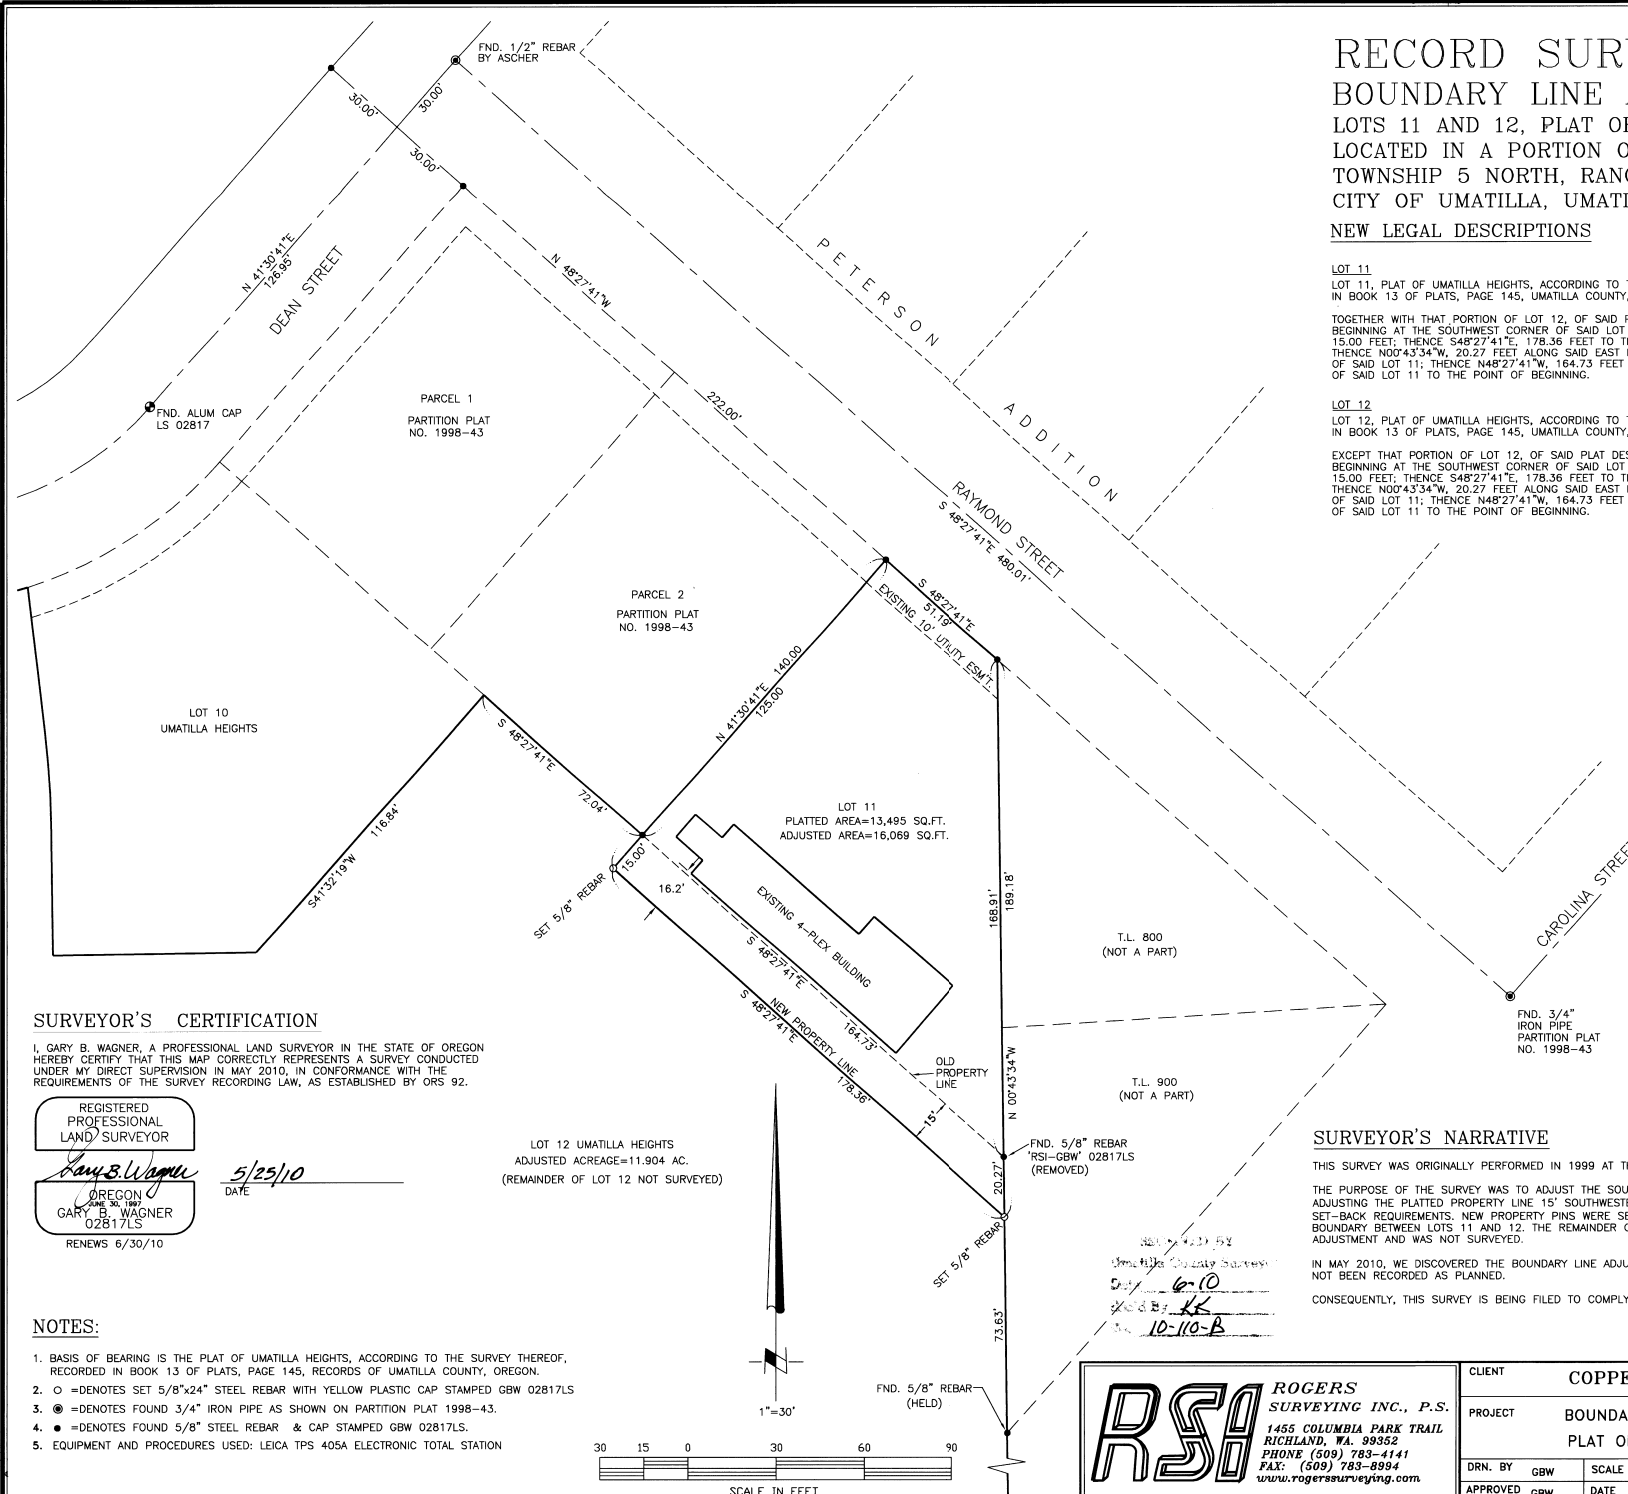 RECORD SUR
BOUNDARY LINE
LOTS 11 AND 12, PLAT OF
LOCATED IN A PORTION O
TOWNSHIP 5 NORTH, RANG
CITY OF UMATILLA, UMATI
NEW LEGAL DESCRIPTIONS
LOT 11
LOT 11, PLAT OF UMATILLA HEIGHTS, ACCORDING TO
IN BOOK 13 OF PLATS, PAGE 145, UMATILLA COUNTY,
TOGETHER WITH THAT PORTION OF LOT 12, OF SAID
BEGINNING AT THE SOUTHWEST CORNER OF SAID LOT
15.00 FEET; THENCE S48°27'41"E, 178.36 FEET TO
THENCE N00°43'34"W, 20.27 FEET ALONG SAID EAST
OF SAID LOT 11; THENCE N48°27'41"W, 164.73 FEET
OF SAID LOT 11 TO THE POINT OF BEGINNING.
LOT 12
LOT 12, PLAT OF UMATILLA HEIGHTS, ACCORDING TO
IN BOOK 13 OF PLATS, PAGE 145, UMATILLA COUNTY,
EXCEPT THAT PORTION OF LOT 12, OF SAID PLAT DES
BEGINNING AT THE SOUTHWEST CORNER OF SAID LOT
15.00 FEET; THENCE S48°27'41"E, 178.36 FEET TO
THENCE N00°43'34"W, 20.27 FEET ALONG SAID EAST
OF SAID LOT 11; THENCE N48°27'41"W, 164.73 FEET
OF SAID LOT 11 TO THE POINT OF BEGINNING.
FND. 1/2" REBAR
BY ASCHER
30.00'
30.00'
30.00'
N 41°30'41"E
126.95'
DEAN STREET
N 48°27'41"W
222.00'
PETERSON ADDITION
FND. ALUM CAP
LS 02817
PARCEL 1
PARTITION PLAT
NO. 1998-43
RAYMOND STREET
S 48°27'41"E 480.01'
S 48°27'41"E
51.19'
EXISTING 10' UTILITY ESM'T.
PARCEL 2
PARTITION PLAT
NO. 1998-43
N 41°30'41"E 140.00
125.00
LOT 10
UMATILLA HEIGHTS
S 48°27'41"E
72.04'
S41°32'19"W 116.84'
LOT 11
PLATTED AREA=13,495 SQ.FT.
ADJUSTED AREA=16,069 SQ.FT.
15.00'
16.2'
SET 5/8" REBAR
EXISTING 4-PLEX BUILDING
S 48°27'41"E
164.73'
NEW PROPERTY LINE
S 48°27'41"E
178.36'
168.91'
189.18'
N 00°43'34"W
T.L. 800
(NOT A PART)
CAROLINA STREE
FND. 3/4"
IRON PIPE
PARTITION PLAT
NO. 1998-43
OLD
PROPERTY
LINE
15'
T.L. 900
(NOT A PART)
FND. 5/8" REBAR
'RSI-GBW' 02817LS
(REMOVED)
20.27'
SET 5/8" REBAR
73.63'
FND. 5/8" REBAR
(HELD)
LOT 12 UMATILLA HEIGHTS
ADJUSTED ACREAGE=11.904 AC.
(REMAINDER OF LOT 12 NOT SURVEYED)
SURVEYOR'S CERTIFICATION
I, GARY B. WAGNER, A PROFESSIONAL LAND SURVEYOR IN THE STATE OF OREGON
HEREBY CERTIFY THAT THIS MAP CORRECTLY REPRESENTS A SURVEY CONDUCTED
UNDER MY DIRECT SUPERVISION IN MAY 2010, IN CONFORMANCE WITH THE
REQUIREMENTS OF THE SURVEY RECORDING LAW, AS ESTABLISHED BY ORS 92.
REGISTERED
PROFESSIONAL
LAND SURVEYOR
Gary B. Wagner
5/25/10
DATE
OREGON
JUNE 30, 1997
GARY B. WAGNER
02817LS
RENEWS 6/30/10
NOTES:
1. BASIS OF BEARING IS THE PLAT OF UMATILLA HEIGHTS, ACCORDING TO THE SURVEY THEREOF,
RECORDED IN BOOK 13 OF PLATS, PAGE 145, RECORDS OF UMATILLA COUNTY, OREGON.
2. ○ =DENOTES SET 5/8"x24" STEEL REBAR WITH YELLOW PLASTIC CAP STAMPED GBW 02817LS
3. ◉ =DENOTES FOUND 3/4" IRON PIPE AS SHOWN ON PARTITION PLAT 1998-43.
4. ● =DENOTES FOUND 5/8" STEEL REBAR & CAP STAMPED GBW 02817LS.
5. EQUIPMENT AND PROCEDURES USED: LEICA TPS 405A ELECTRONIC TOTAL STATION
1"=30'
30 15 0 30 60 90
SCALE IN FEET
SURVEYOR'S NARRATIVE
THIS SURVEY WAS ORIGINALLY PERFORMED IN 1999 AT
THE PURPOSE OF THE SURVEY WAS TO ADJUST THE SOU
ADJUSTING THE PLATTED PROPERTY LINE 15' SOUTHWESTE
SET-BACK REQUIREMENTS. NEW PROPERTY PINS WERE SE
BOUNDARY BETWEEN LOTS 11 AND 12. THE REMAINDER
ADJUSTMENT AND WAS NOT SURVEYED.
IN MAY 2010, WE DISCOVERED THE BOUNDARY LINE ADJU
NOT BEEN RECORDED AS PLANNED.
CONSEQUENTLY, THIS SURVEY IS BEING FILED TO COMPLY
Umatilla County Survey
6-10
By KK
10-110-B
RSI
ROGERS
SURVEYING INC., P.S.
1455 COLUMBIA PARK TRAIL
RICHLAND, WA. 99352
PHONE (509) 783-4141
FAX: (509) 783-8994
www.rogerssurveying.com
CLIENT COPPE
PROJECT BOUNDA
PLAT O
DRN. BY GBW SCALE
APPROVED GBW DATE